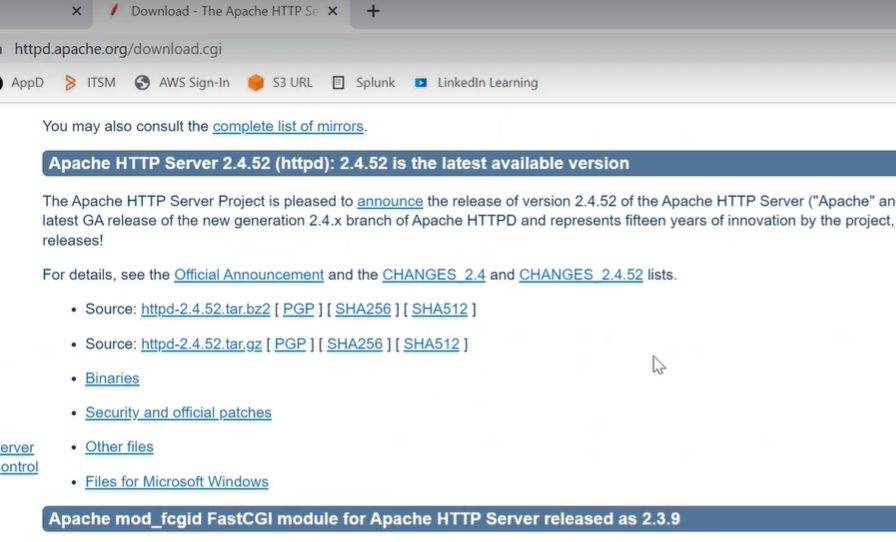 Download - The Apache HTTP Se
httpd.apache.org/download.cgi
AppD ITSM AWS Sign-In S3 URL Splunk LinkedIn Learning
You may also consult the complete list of mirrors.
Apache HTTP Server 2.4.52 (httpd): 2.4.52 is the latest available version
The Apache HTTP Server Project is pleased to announce the release of version 2.4.52 of the Apache HTTP Server ("Apache" an
latest GA release of the new generation 2.4.x branch of Apache HTTPD and represents fifteen years of innovation by the project,
releases!
For details, see the Official Announcement and the CHANGES_2.4 and CHANGES_2.4.52 lists.
• Source: httpd-2.4.52.tar.bz2 [ PGP ] [ SHA256 ] [ SHA512 ]
• Source: httpd-2.4.52.tar.gz [ PGP ] [ SHA256 ] [ SHA512 ]
• Binaries
• Security and official patches
• Other files
erver
ontrol
• Files for Microsoft Windows
Apache mod_fcgid FastCGI module for Apache HTTP Server released as 2.3.9